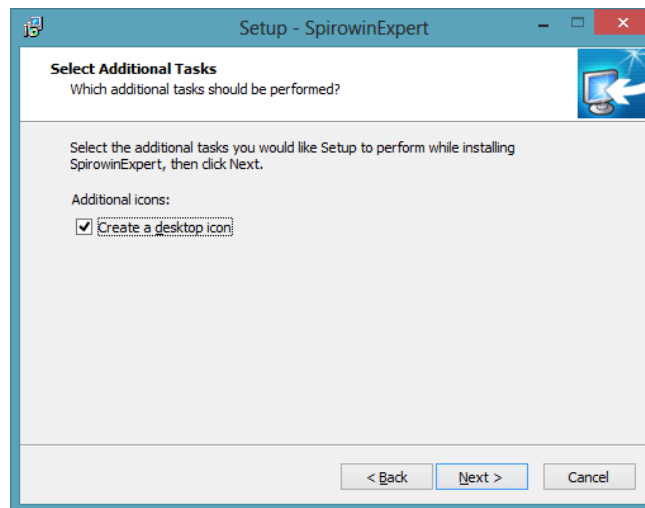 Setup - SpirowinExpert
Select Additional Tasks
Which additional tasks should be performed?
Select the additional tasks you would like Setup to perform while installing
SpirowinExpert, then click Next.
Additional icons:
Create a desktop icon
< Back
Next >
Cancel